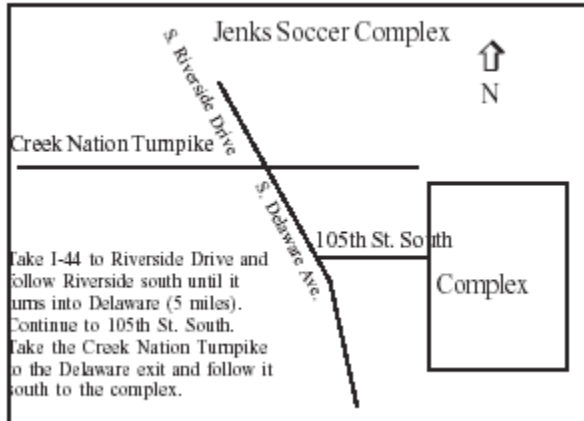 Jenks Soccer Complex
N
S. Riverside Drive
Creek Nation Turnpike
S. Delaware Ave.
105th St. South
Complex
Take I-44 to Riverside Drive and
follow Riverside south until it
turns into Delaware (5 miles).
Continue to 105th St. South.
Take the Creek Nation Turnpike
to the Delaware exit and follow it
south to the complex.